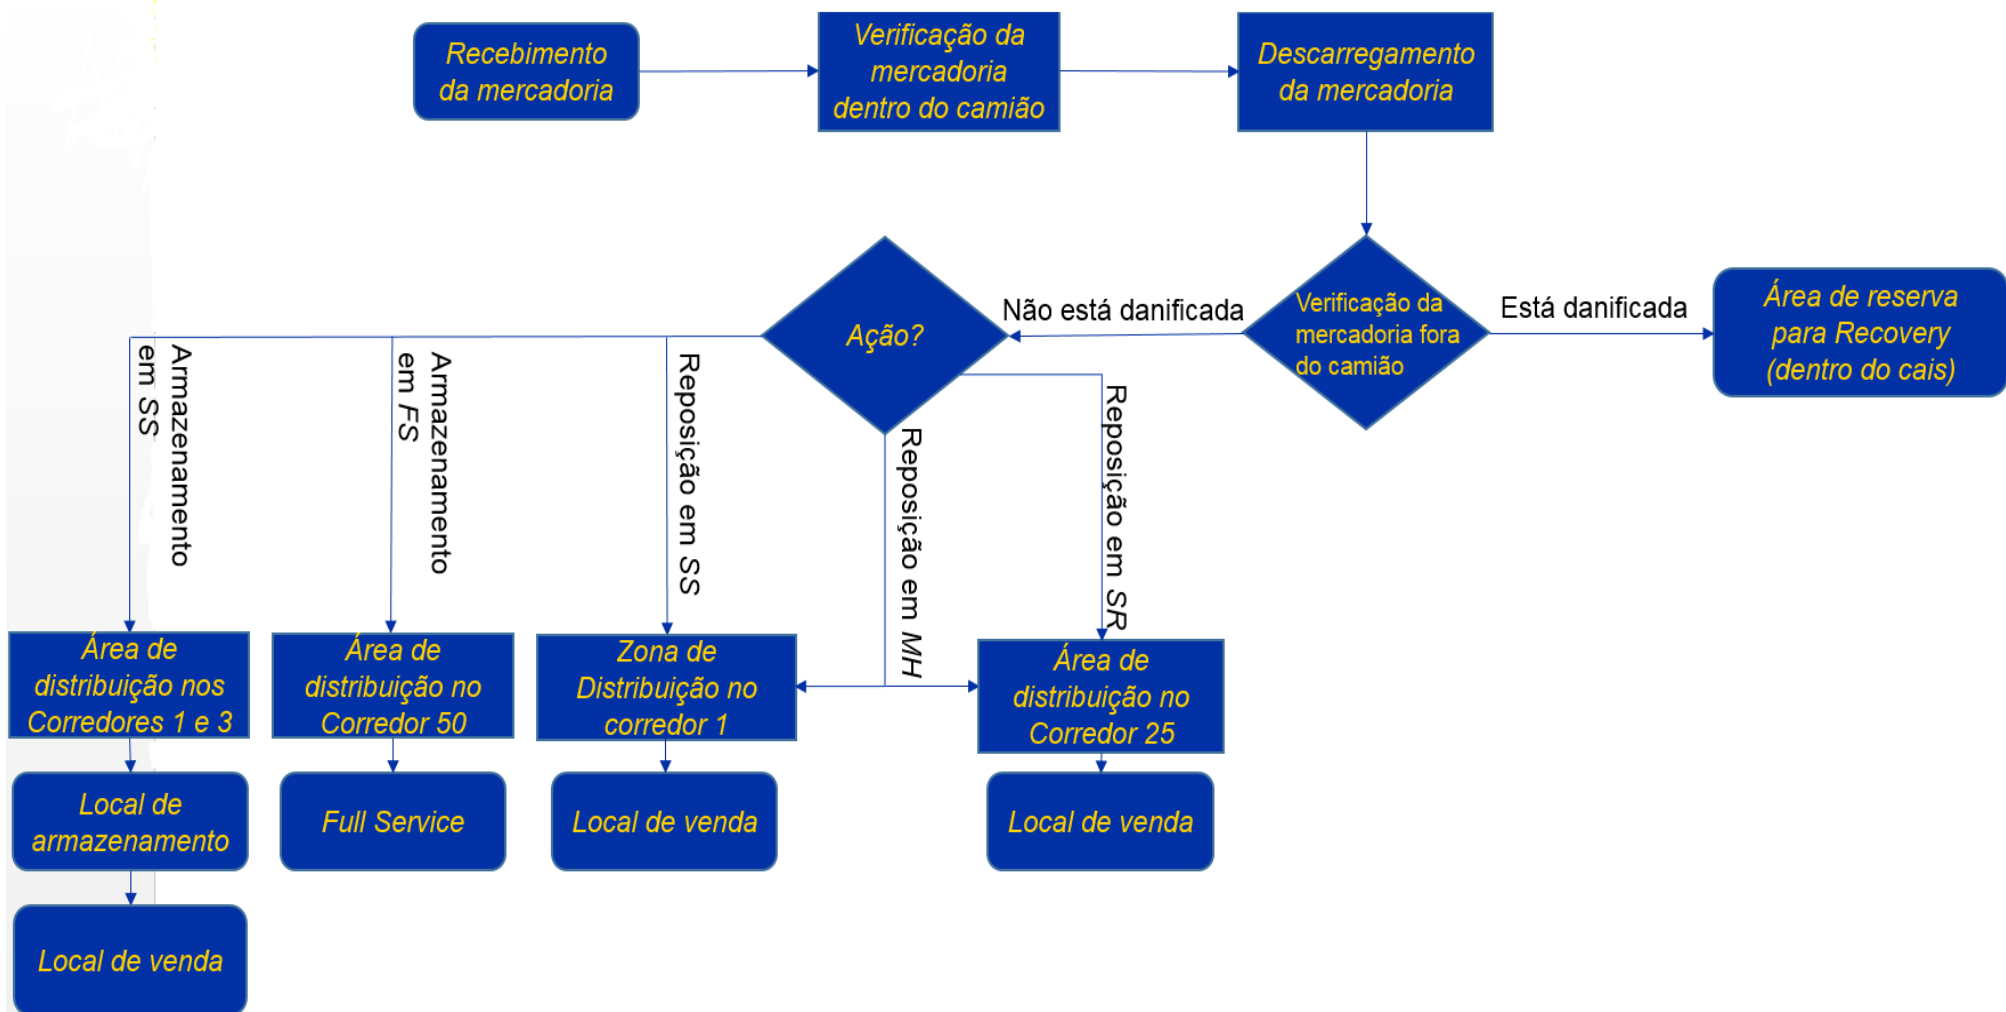 Recebimento
da mercadoria
Verificação da
mercadoria
dentro do camião
Descarregamento
da mercadoria
Verificação da
mercadoria fora
do camião
Está danificada
Área de reserva
para Recovery
(dentro do cais)
Não está danificada
Ação?
Armazenamento
em SS
Armazenamento
em FS
Reposição em SS
Reposição em MH
Reposição em SR
Área de
distribuição nos
Corredores 1 e 3
Área de
distribuição no
Corredor 50
Zona de
Distribuição no
corredor 1
Área de
distribuição no
Corredor 25
Local de
armazenamento
Full Service
Local de venda
Local de venda
Local de venda